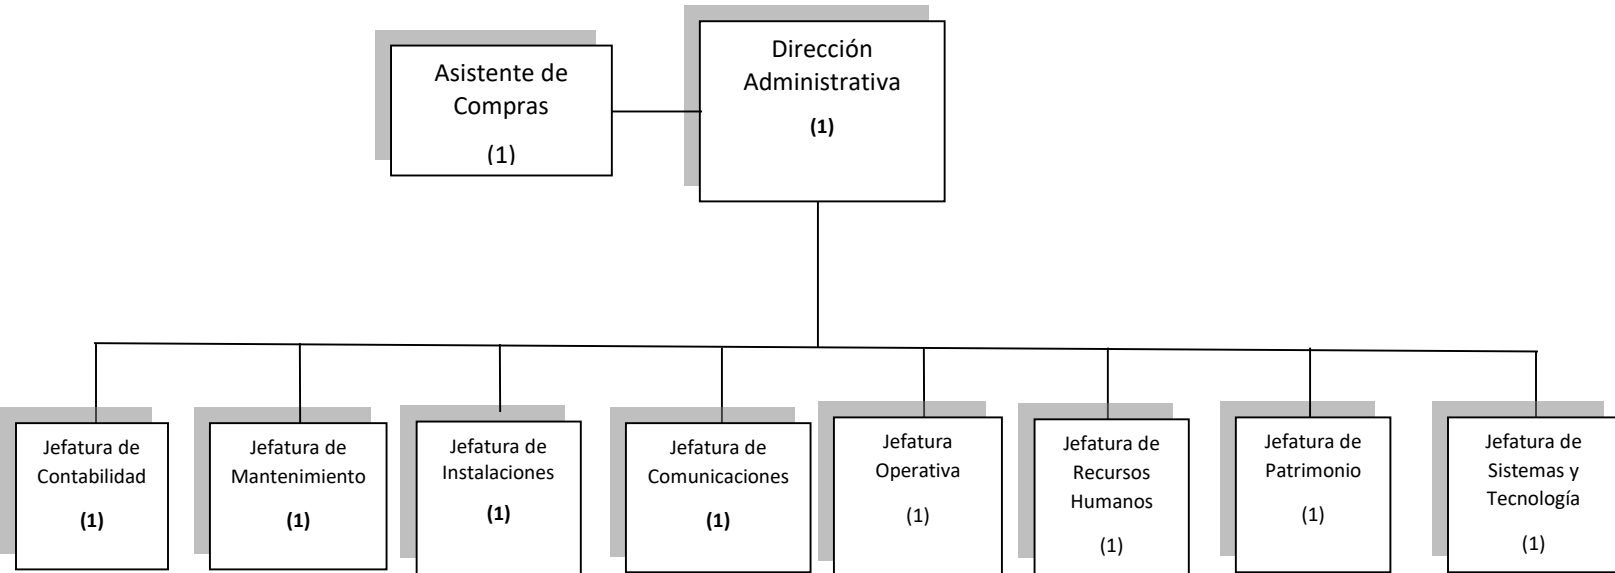 Asistente de
Compras
(1)
Dirección
Administrativa
(1)
Jefatura de
Contabilidad
(1)
Jefatura de
Mantenimiento
(1)
Jefatura de
Instalaciones
(1)
Jefatura de
Comunicaciones
(1)
Jefatura
Operativa
(1)
Jefatura de
Recursos
Humanos
(1)
Jefatura de
Patrimonio
(1)
Jefatura de
Sistemas y
Tecnología
(1)